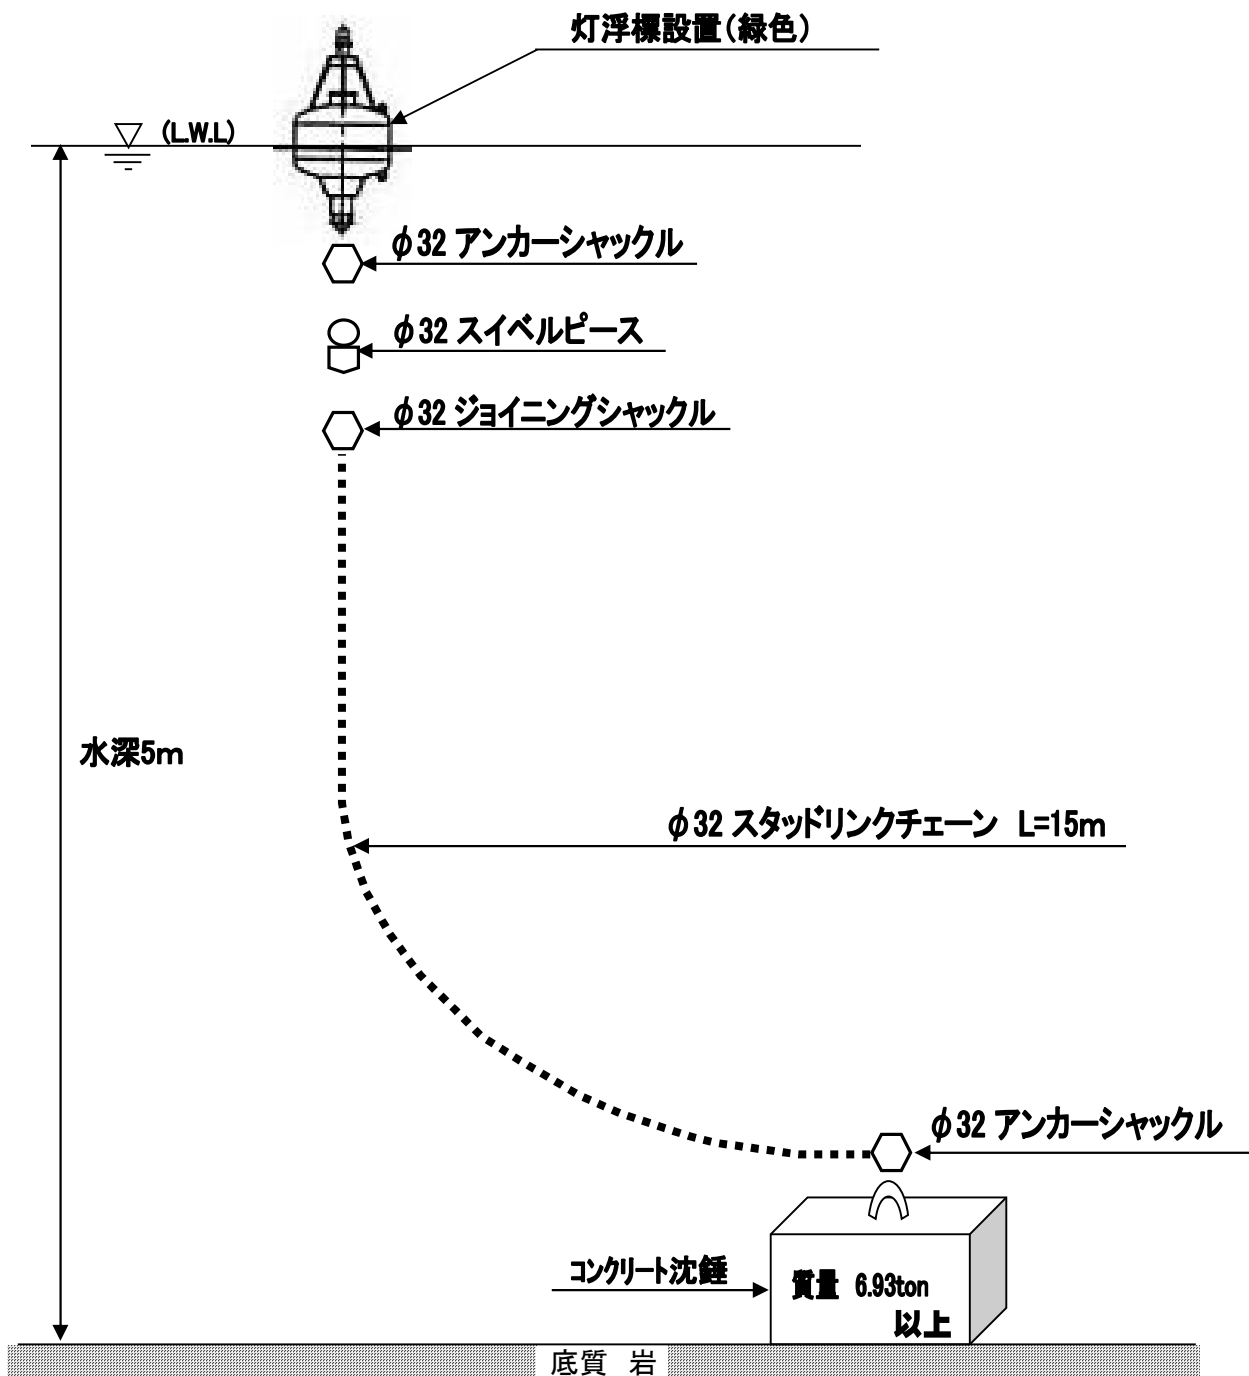 灯浮標設置（緑色）
(L.W.L)
φ32 アンカーシャックル
φ32 スイベルピース
φ32 ジョイニングシャックル
水深5m
φ32 スタッドリンクチェーン L=15m
φ32 アンカーシャックル
コンクリート沈錘
質量 6.93ton
以上
底質 岩